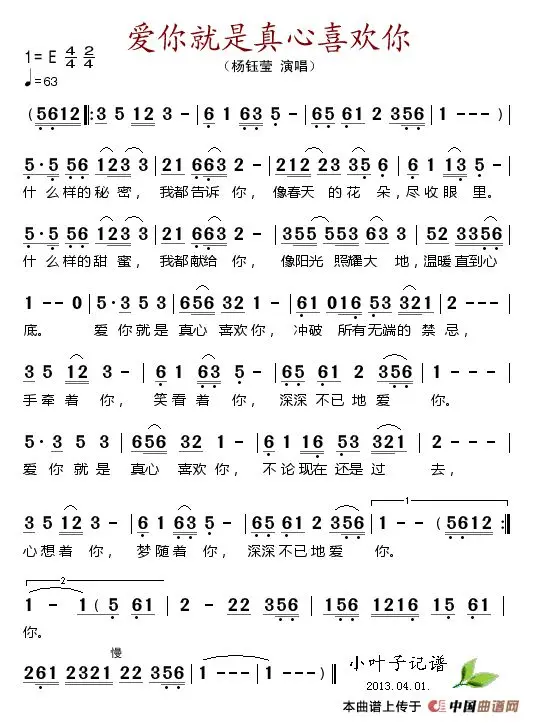 爱你就是真心喜欢你
1=E 4/4 2/4
（杨钰莹 演唱）
♩=63
（5612‖:3 5 12 3 -｜6 1 63 5 -｜65 61 2 356｜1 - - -）｜
5·5 56 123 3｜21 663 2 -｜212 23 35 6｜6 1 13 5 -｜
什么样的秘密，我都告诉你，像春天的花朵，尽收眼里。
5·5 56 123 3｜21 663 2 -｜355 553 63 3｜52 3356｜
什么样的甜蜜，我都献给你，像阳光照耀大地，温暖直到心
1 - - 0｜5·3 5 3｜656 32 1 -｜61 016 53 321｜2 - - -｜
底。爱你就是真心喜欢你，冲破所有无端的禁忌，
3 5 12 3 -｜6 1 63 5 -｜65 61 2 356｜1 - - -｜
手牵着你，笑看着你，深深不已地爱你。
5·3 5 3｜656 32 1 -｜6 1 16 53 321｜2 - - -｜
爱你就是真心喜欢你，不论现在还是过去，
1
3 5 12 3 -｜6 1 63 5 -｜65 61 2 356｜1 - - -｜（5612:‖
心想着你，梦随着你，深深不已地爱你。
2
1 - 1（5 61｜2 - 22 356｜156 1216 15 61｜
你。
慢
261 2321 22 356｜1 - - -｜1 - - -）‖
小叶子记谱
2013.04.01.
本曲谱上传于 中国曲谱网